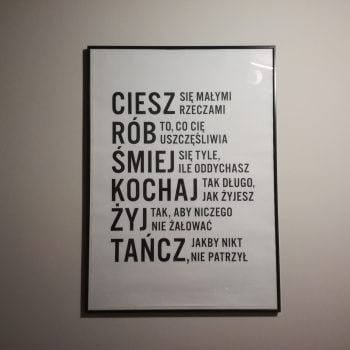 CIESZ SIĘ MAŁYMI
RZECZAMI
RÓB TO, CO CIĘ
USZCZĘŚLIWIA
ŚMIEJ SIĘ TYLE,
ILE ODDYCHASZ
KOCHAJ TAK DŁUGO,
JAK ŻYJESZ
ŻYJ TAK, ABY NICZEGO
NIE ŻAŁOWAĆ
TAŃCZ, JAKBY NIKT
NIE PATRZYŁ